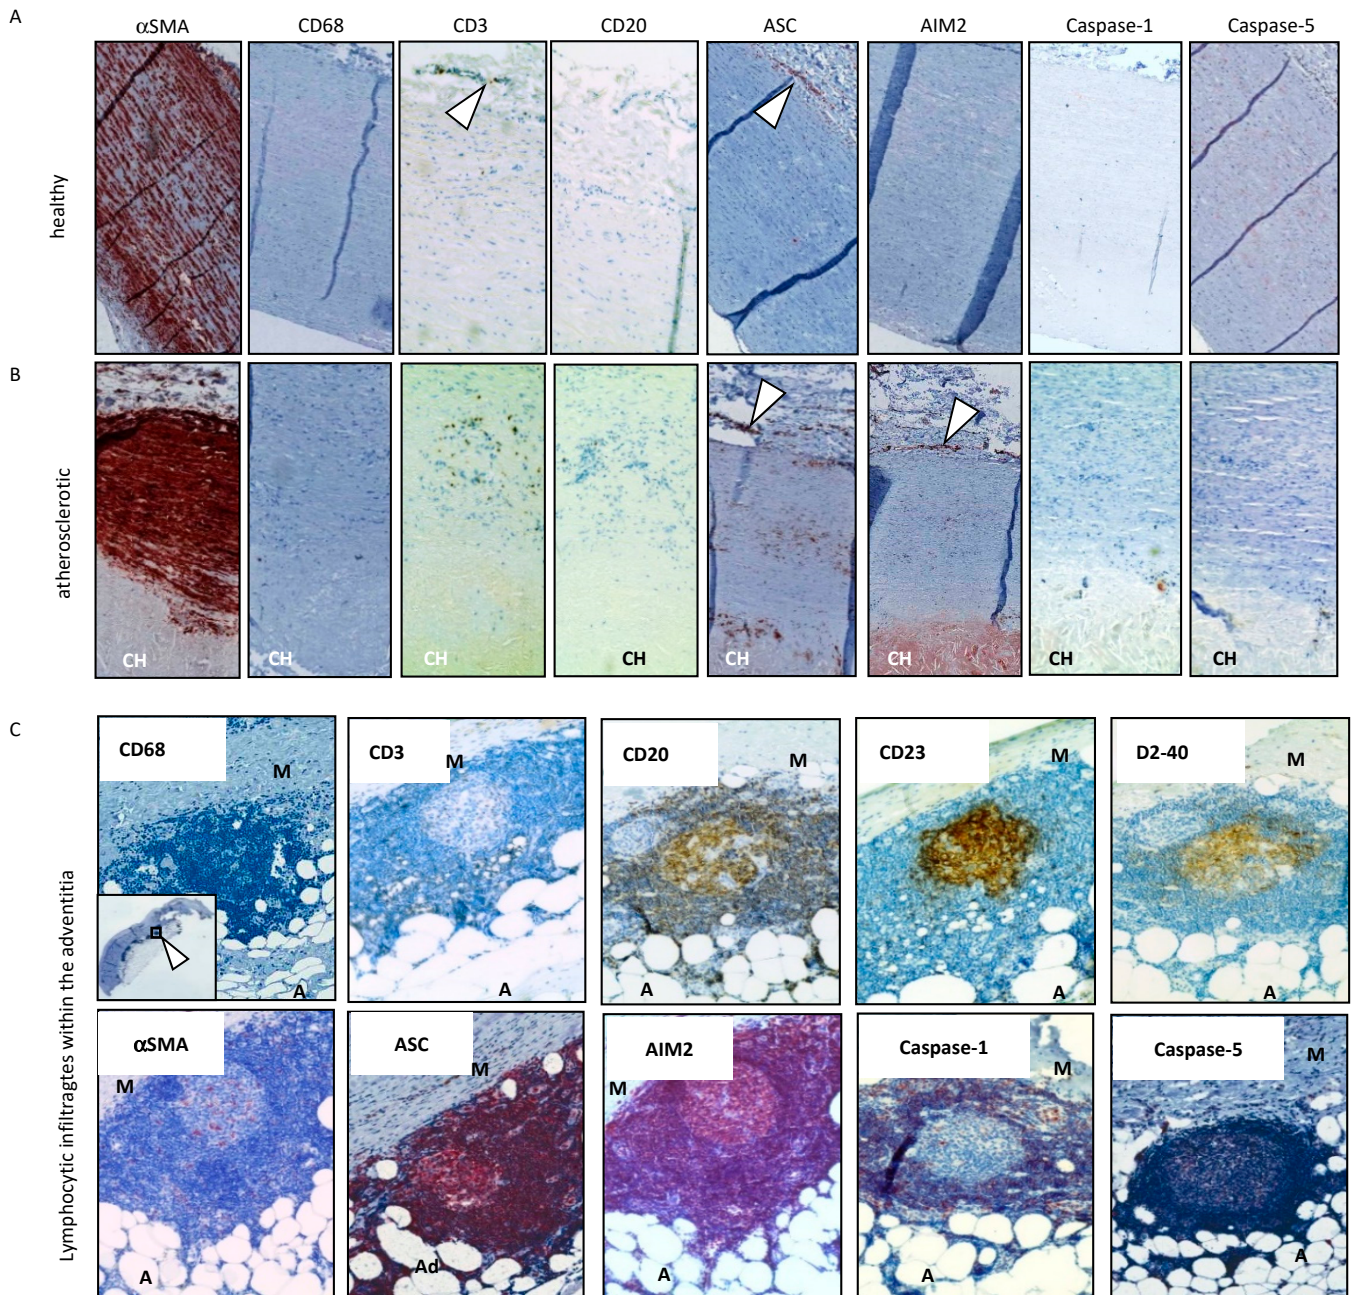 A
αSMA CD68 CD3 CD20 ASC AIM2 Caspase-1 Caspase-5
healthy
B
atherosclerotic
CH CH CH CH CH CH CH CH
C
Lymphocytic infiltragtes within the adventitia
CD68 M A
CD3 M A
CD20 M A
CD23 M A
D2-40 M A
αSMA M A
ASC M Ad
AIM2 M A
Caspase-1 M A
Caspase-5 M A